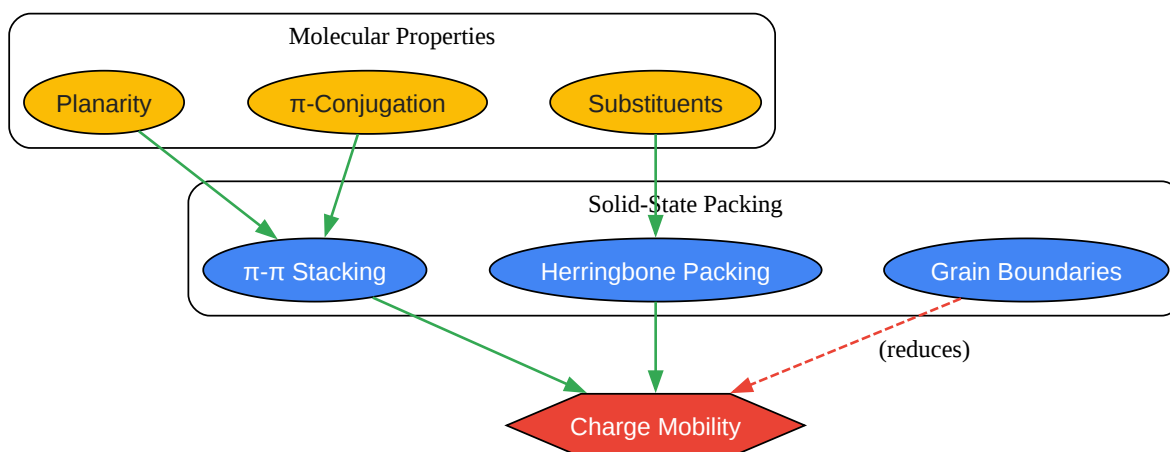 Molecular Properties
Planarity
π-Conjugation
Substituents
Solid-State Packing
π-π Stacking
Herringbone Packing
Grain Boundaries
(reduces)
Charge Mobility